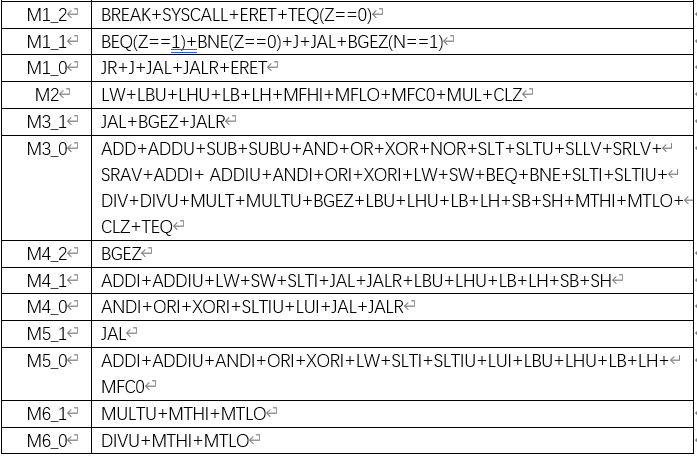 M1_2 BREAK+SYSCALL+ERET+TEQ(Z==0)
M1_1 BEQ(Z==1)+BNE(Z==0)+J+JAL+BGEZ(N==1)
M1_0 JR+J+JAL+JALR+ERET
M2 LW+LBU+LHU+LB+LH+MFHI+MFLO+MFC0+MUL+CLZ
M3_1 JAL+BGEZ+JALR
M3_0 ADD+ADDU+SUB+SUBU+AND+OR+XOR+NOR+SLT+SLTU+SLLV+SRLV+
SRAV+ADDI+ ADDIU+ANDI+ORI+XORI+LW+SW+BEQ+BNE+SLTI+SLTIU+
DIV+DIVU+MULT+MULTU+BGEZ+LBU+LHU+LB+LH+SB+SH+MTHI+MTLO+
CLZ+TEQ
M4_2 BGEZ
M4_1 ADDI+ADDIU+LW+SW+SLTI+JAL+JALR+LBU+LHU+LB+LH+SB+SH
M4_0 ANDI+ORI+XORI+SLTIU+LUI+JAL+JALR
M5_1 JAL
M5_0 ADDI+ADDIU+ANDI+ORI+XORI+LW+SLTI+SLTIU+LUI+LBU+LHU+LB+LH+
MFC0
M6_1 MULTU+MTHI+MTLO
M6_0 DIVU+MTHI+MTLO